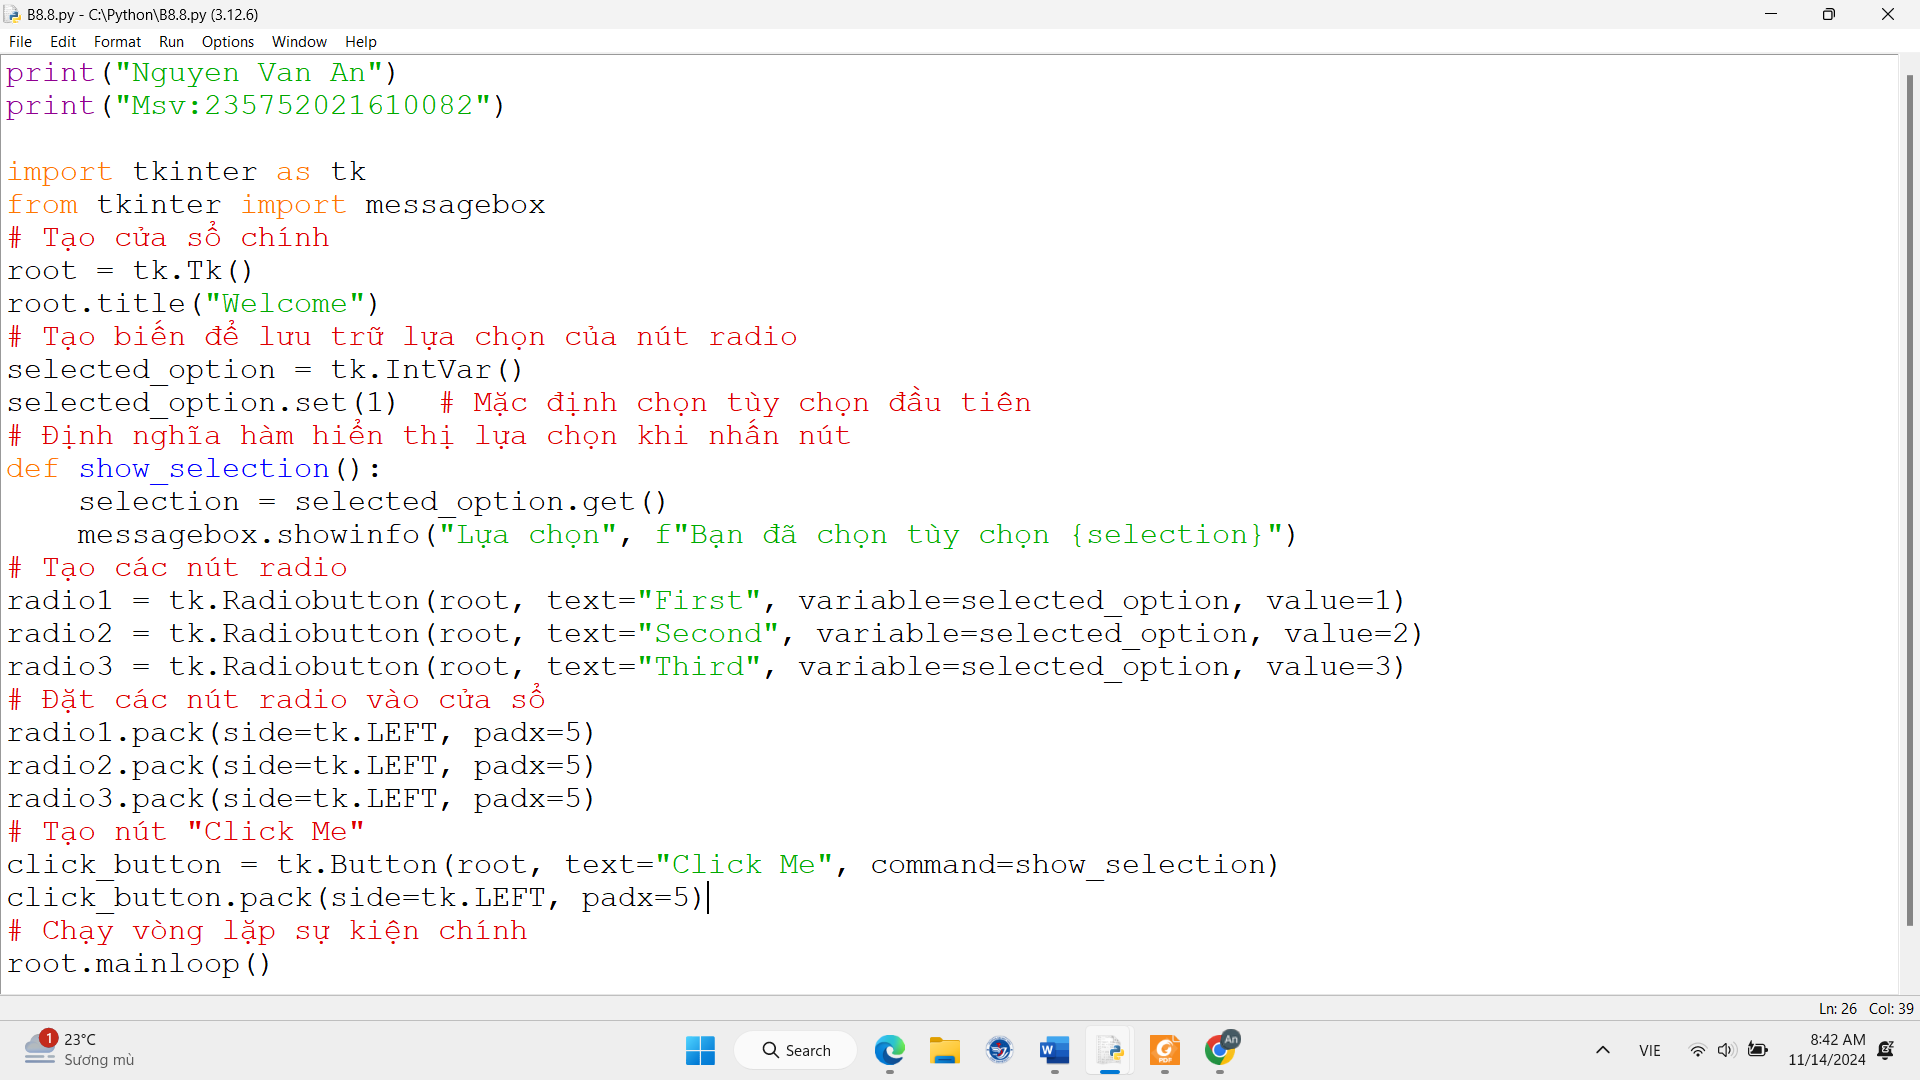 B8.8.py - C:\Python\B8.8.py (3.12.6)
File Edit Format Run Options Window Help
print("Nguyen Van An")
print("Msv:235752021610082")
import tkinter as tk
from tkinter import messagebox
# Tạo cửa sổ chính
root = tk.Tk()
root.title("Welcome")
# Tạo biến để lưu trữ lựa chọn của nút radio
selected_option = tk.IntVar()
selected_option.set(1)  # Mặc định chọn tùy chọn đầu tiên
# Định nghĩa hàm hiển thị lựa chọn khi nhấn nút
def show_selection():
    selection = selected_option.get()
    messagebox.showinfo("Lựa chọn", f"Bạn đã chọn tùy chọn {selection}")
# Tạo các nút radio
radio1 = tk.Radiobutton(root, text="First", variable=selected_option, value=1)
radio2 = tk.Radiobutton(root, text="Second", variable=selected_option, value=2)
radio3 = tk.Radiobutton(root, text="Third", variable=selected_option, value=3)
# Đặt các nút radio vào cửa sổ
radio1.pack(side=tk.LEFT, padx=5)
radio2.pack(side=tk.LEFT, padx=5)
radio3.pack(side=tk.LEFT, padx=5)
# Tạo nút "Click Me"
click_button = tk.Button(root, text="Click Me", command=show_selection)
click_button.pack(side=tk.LEFT, padx=5)
# Chạy vòng lặp sự kiện chính
root.mainloop()
Ln: 26 Col: 39
1
23°C
Sương mù
Search
W
PDF
An
VIE
8:42 AM
11/14/2024